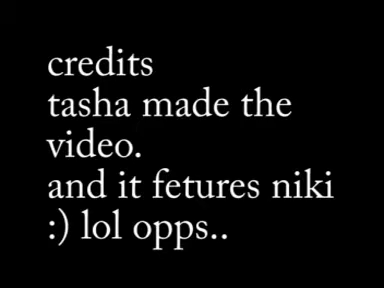 credits
tasha made the
video.
and it fetures niki
:) lol opps..